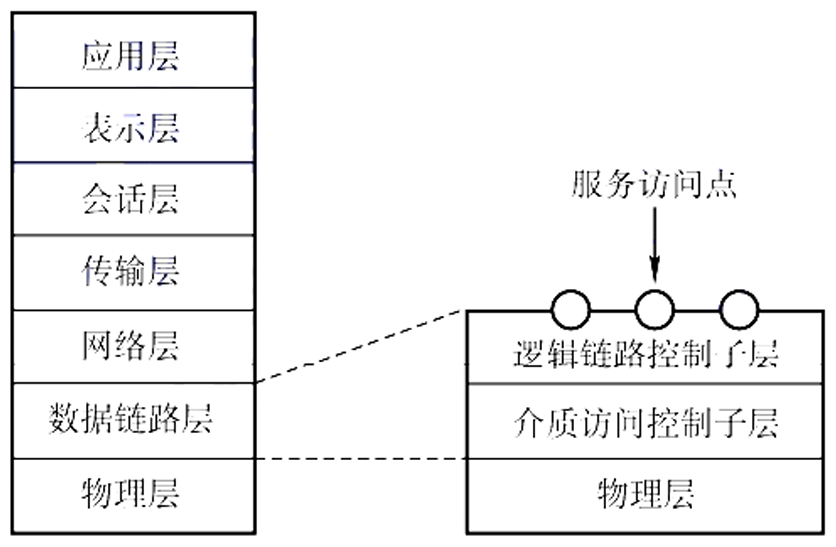 应用层
表示层
会话层
传输层
网络层
数据链路层
物理层
服务访问点
逻辑链路控制子层
介质访问控制子层
物理层